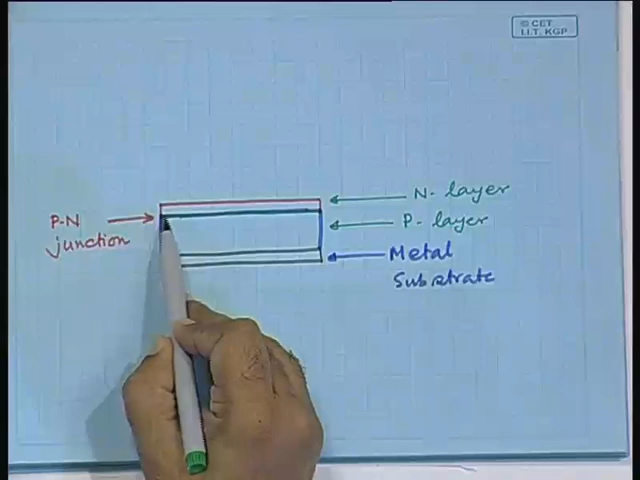 © CET
I.I.T. KGP
N-layer
P-N
junction
P-layer
Metal
Substrate